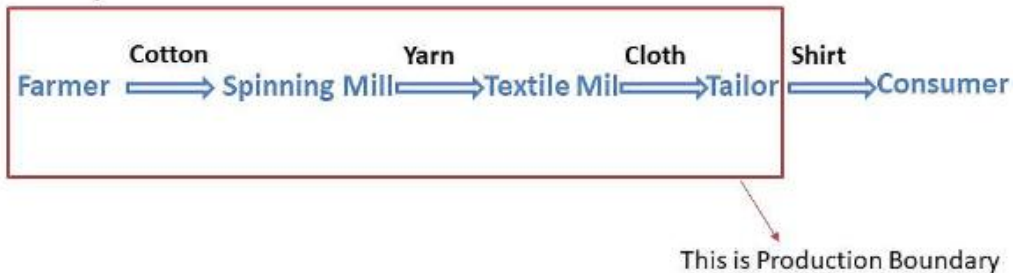 Cotton Yarn Cloth Shirt
Farmer Spinning Mill Textile Mil Tailor Consumer
This is Production Boundary